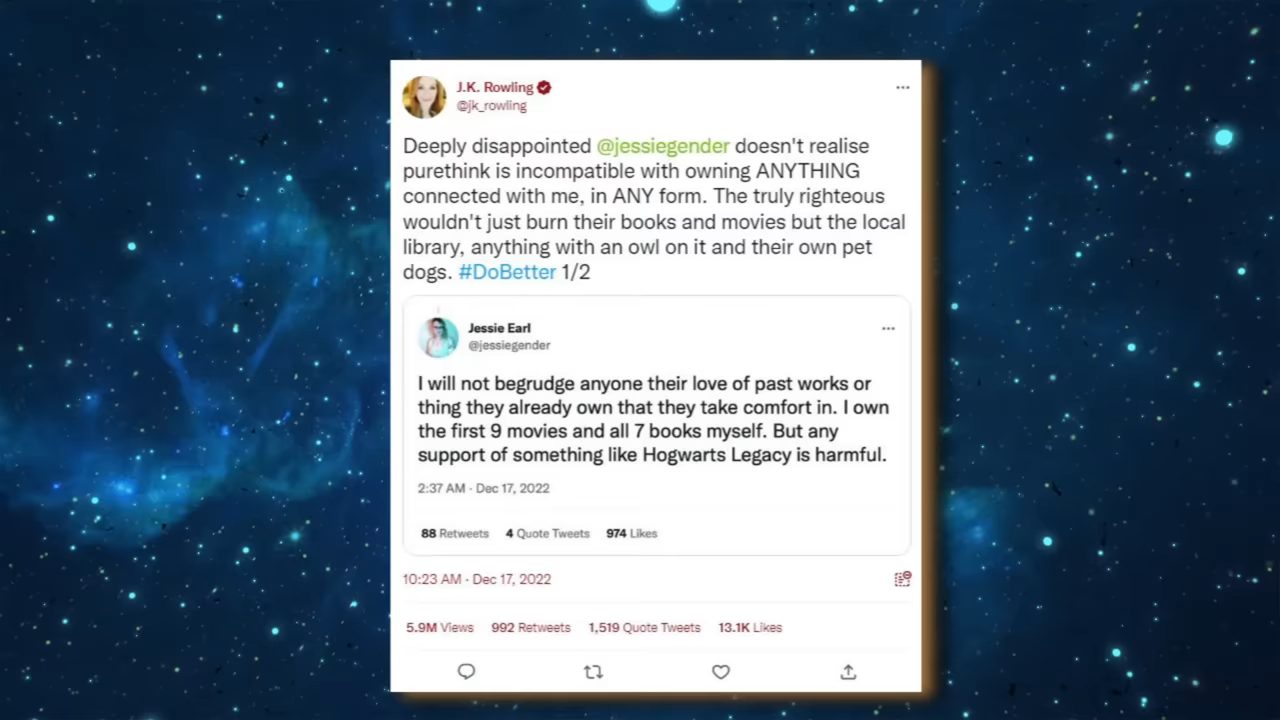 J.K. Rowling
@jk_rowling
Deeply disappointed @jessiegender doesn't realise
purethink is incompatible with owning ANYTHING
connected with me, in ANY form. The truly righteous
wouldn't just burn their books and movies but the local
library, anything with an owl on it and their own pet
dogs. #DoBetter 1/2
Jessie Earl
@jessiegender
I will not begrudge anyone their love of past works or
thing they already own that they take comfort in. I own
the first 9 movies and all 7 books myself. But any
support of something like Hogwarts Legacy is harmful.
2:37 AM · Dec 17, 2022
88 Retweets 4 Quote Tweets 974 Likes
10:23 AM · Dec 17, 2022
5.9M Views 992 Retweets 1,519 Quote Tweets 13.1K Likes